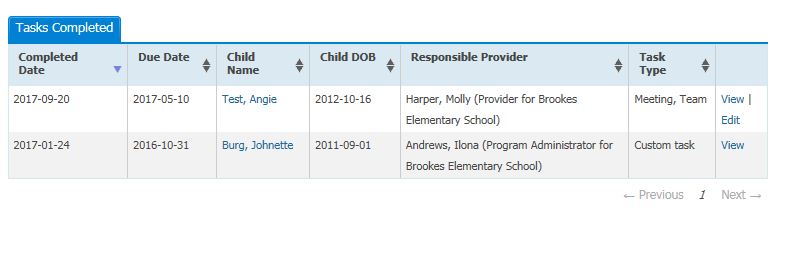 Tasks Completed
Completed Date Due Date Child Name Child DOB Responsible Provider Task Type
2017-09-20 2017-05-10 Test, Angie 2012-10-16 Harper, Molly (Provider for Brookes Elementary School) Meeting, Team View | Edit
2017-01-24 2016-10-31 Burg, Johnette 2011-09-01 Andrews, Ilona (Program Administrator for Brookes Elementary School) Custom task View
← Previous 1 Next →